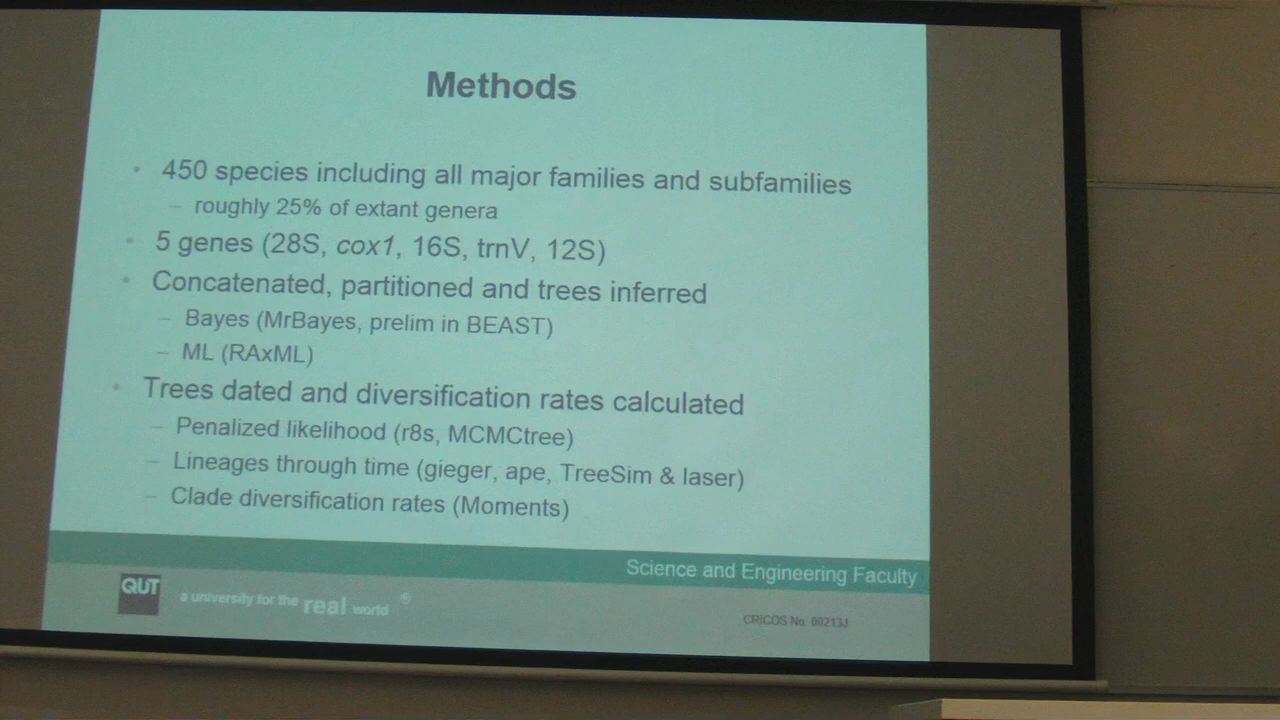 Methods
• 450 species including all major families and subfamilies
– roughly 25% of extant genera
• 5 genes (28S, cox1, 16S, trnV, 12S)
• Concatenated, partitioned and trees inferred
– Bayes (MrBayes, prelim in BEAST)
– ML (RAxML)
• Trees dated and diversification rates calculated
– Penalized likelihood (r8s, MCMCtree)
– Lineages through time (gieger, ape, TreeSim & laser)
– Clade diversification rates (Moments)
Science and Engineering Faculty
QUT
a university for the real world ®
CRICOS No. 00213J